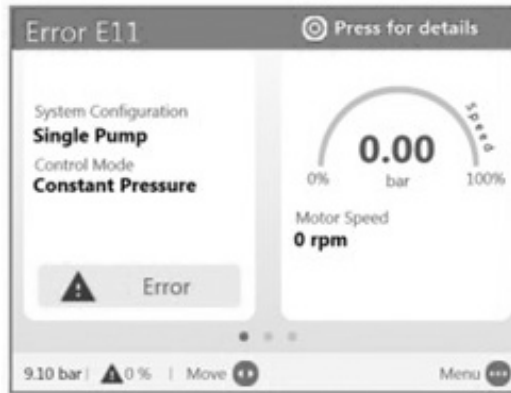 Error E11
Press for details
System Configuration
Single Pump
Control Mode
Constant Pressure
Error
Speed
0.00
0%
bar
100%
Motor Speed
0 rpm
9.10 bar | 0 % | Move
Menu